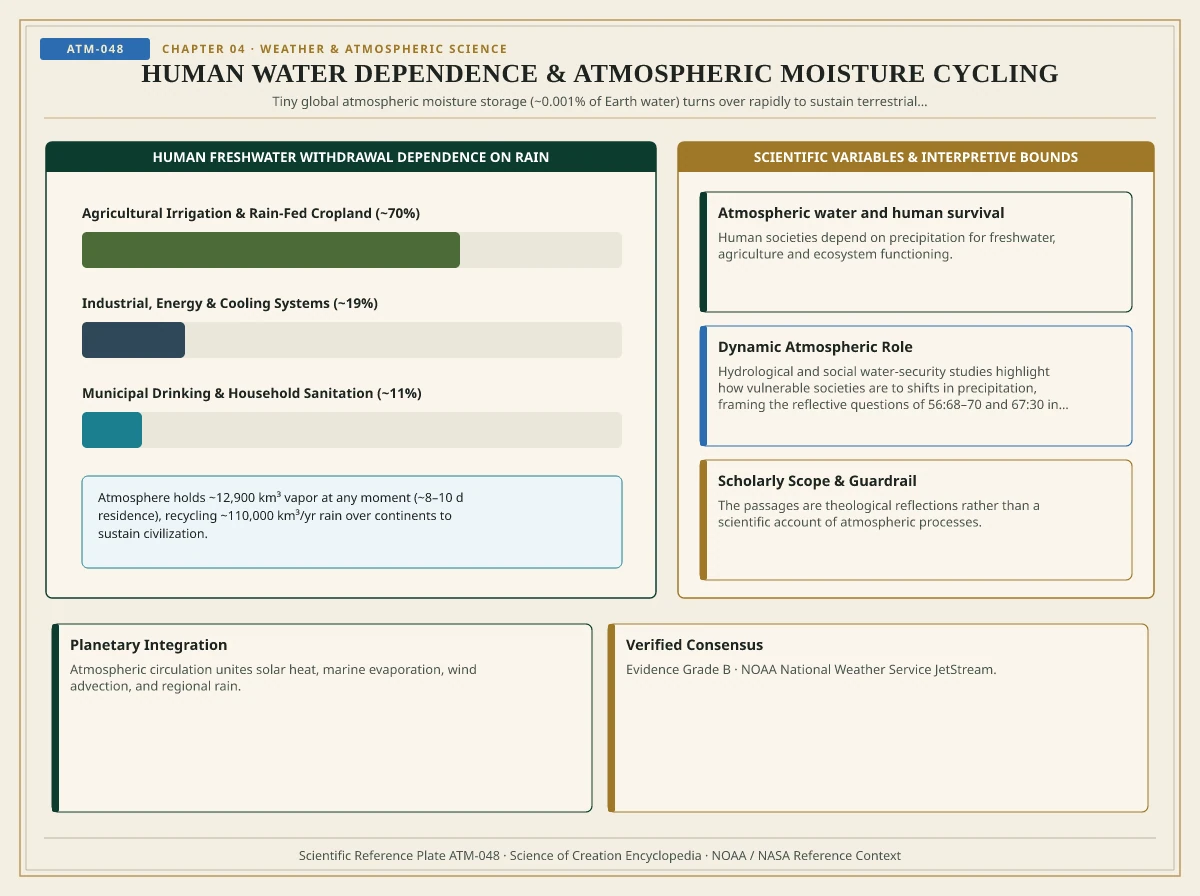 ATM-048
CHAPTER 04 · WEATHER & ATMOSPHERIC SCIENCE
HUMAN WATER DEPENDENCE & ATMOSPHERIC MOISTURE CYCLING
Tiny global atmospheric moisture storage (~0.001% of Earth water) turns over rapidly to sustain terrestrial…
HUMAN FRESHWATER WITHDRAWAL DEPENDENCE ON RAIN
Agricultural Irrigation & Rain-Fed Cropland (~70%)
Industrial, Energy & Cooling Systems (~19%)
Municipal Drinking & Household Sanitation (~11%)
Atmosphere holds ~12,900 km³ vapor at any moment (~8–10 d
residence), recycling ~110,000 km³/yr rain over continents to
sustain civilization.
SCIENTIFIC VARIABLES & INTERPRETIVE BOUNDS
Atmospheric water and human survival
Human societies depend on precipitation for freshwater,
agriculture and ecosystem functioning.
Dynamic Atmospheric Role
Hydrological and social water-security studies highlight
how vulnerable societies are to shifts in precipitation,
framing the reflective questions of 56:68–70 and 67:30 in…
Scholarly Scope & Guardrail
The passages are theological reflections rather than a
scientific account of atmospheric processes.
Planetary Integration
Atmospheric circulation unites solar heat, marine evaporation, wind
advection, and regional rain.
Verified Consensus
Evidence Grade B · NOAA National Weather Service JetStream.
Scientific Reference Plate ATM-048 · Science of Creation Encyclopedia · NOAA / NASA Reference Context